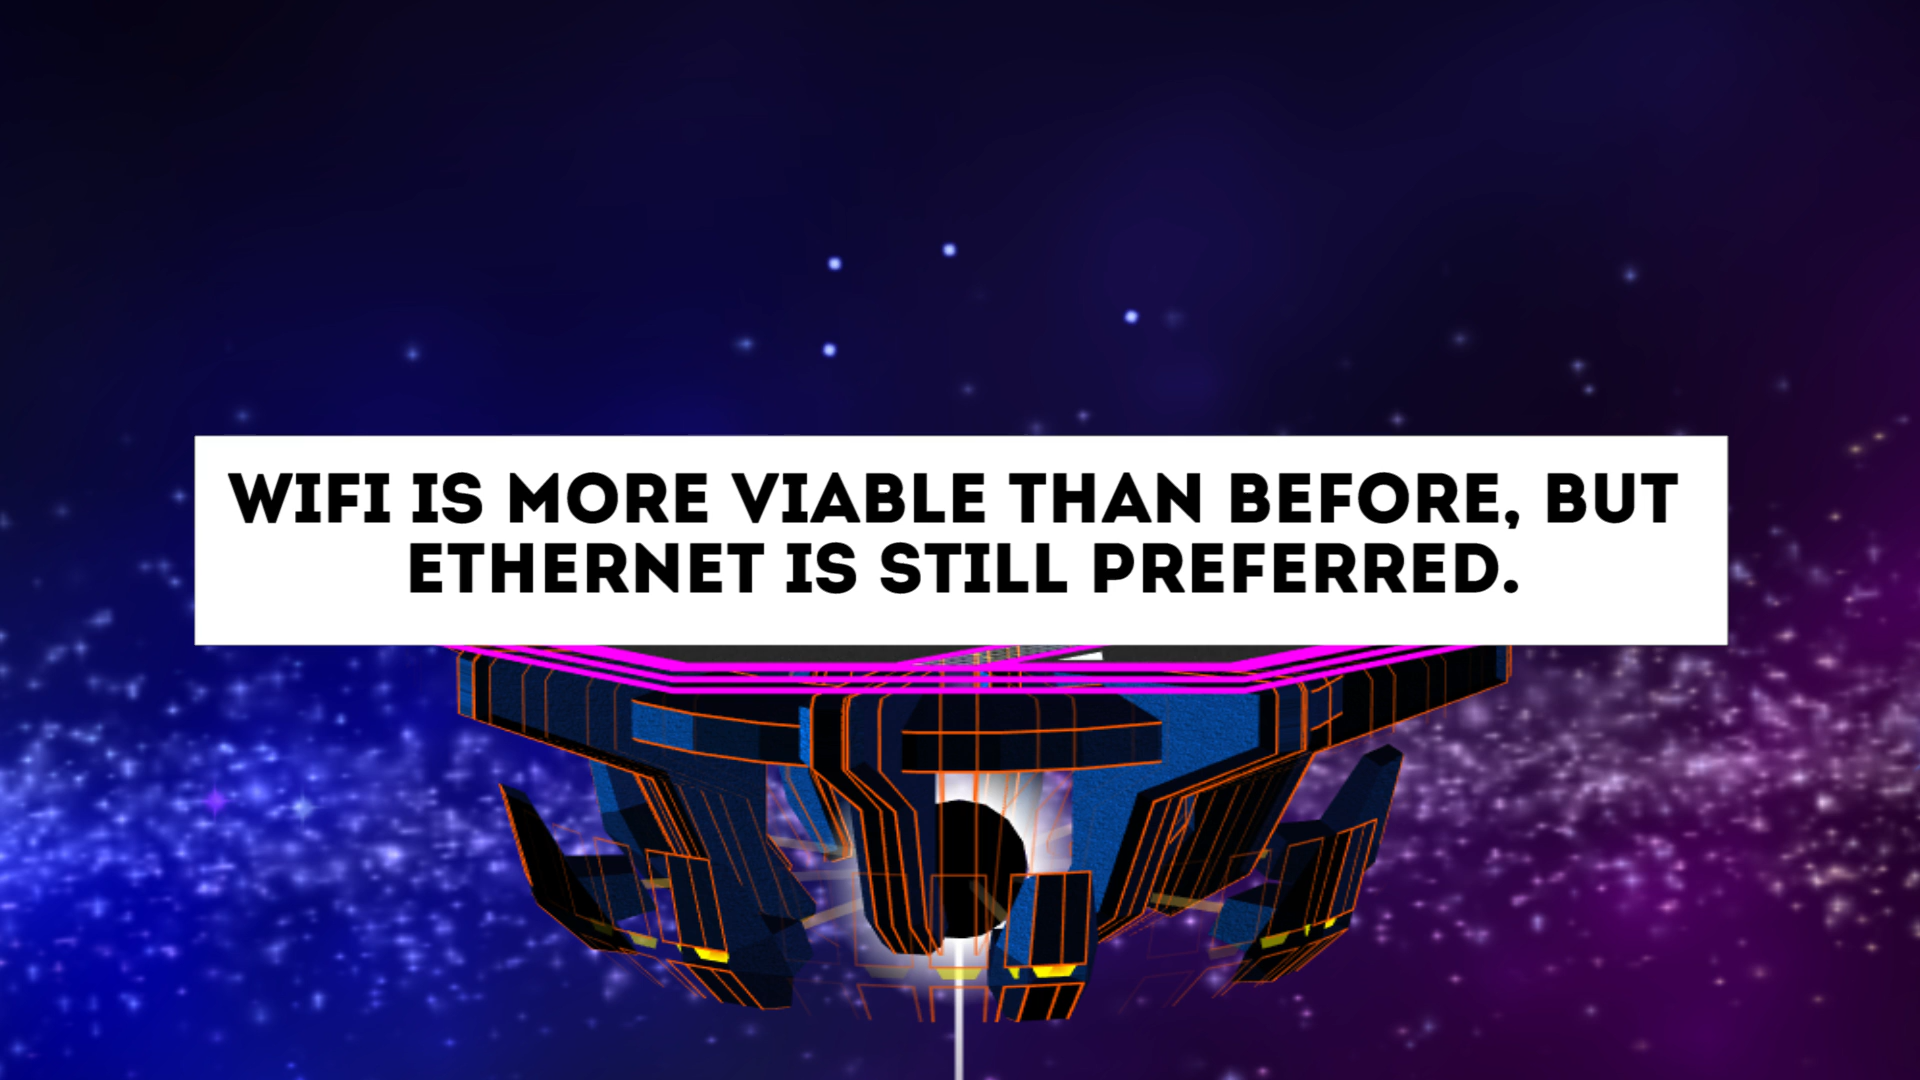 WIFI IS MORE VIABLE THAN BEFORE, BUT
ETHERNET IS STILL PREFERRED.